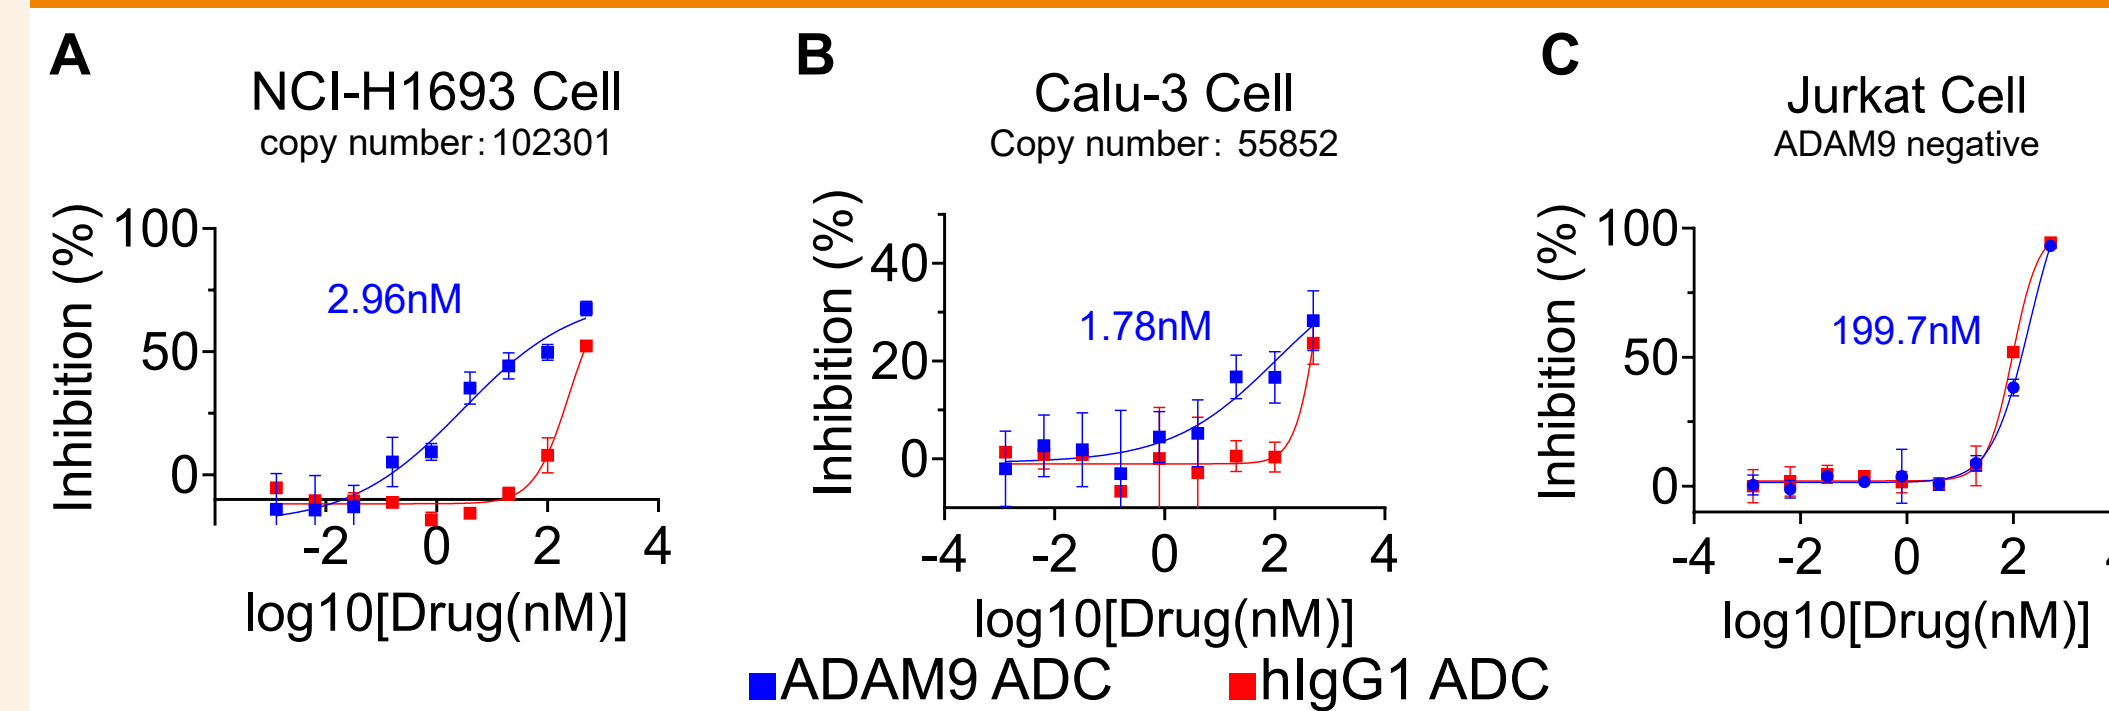 A
NCI-H1693 Cell
copy number: 102301
Inhibition (%)
100
50
0
2.96nM
-2 0 2 4
log10[Drug(nM)]
B
Calu-3 Cell
Copy number: 55852
Inhibition (%)
40
20
0
1.78nM
-4 -2 0 2 4
log10[Drug(nM)]
C
Jurkat Cell
ADAM9 negative
Inhibition (%)
100
50
0
199.7nM
-4 -2 0 2
log10[Drug(nM)]
ADAM9 ADC
hIgG1 ADC